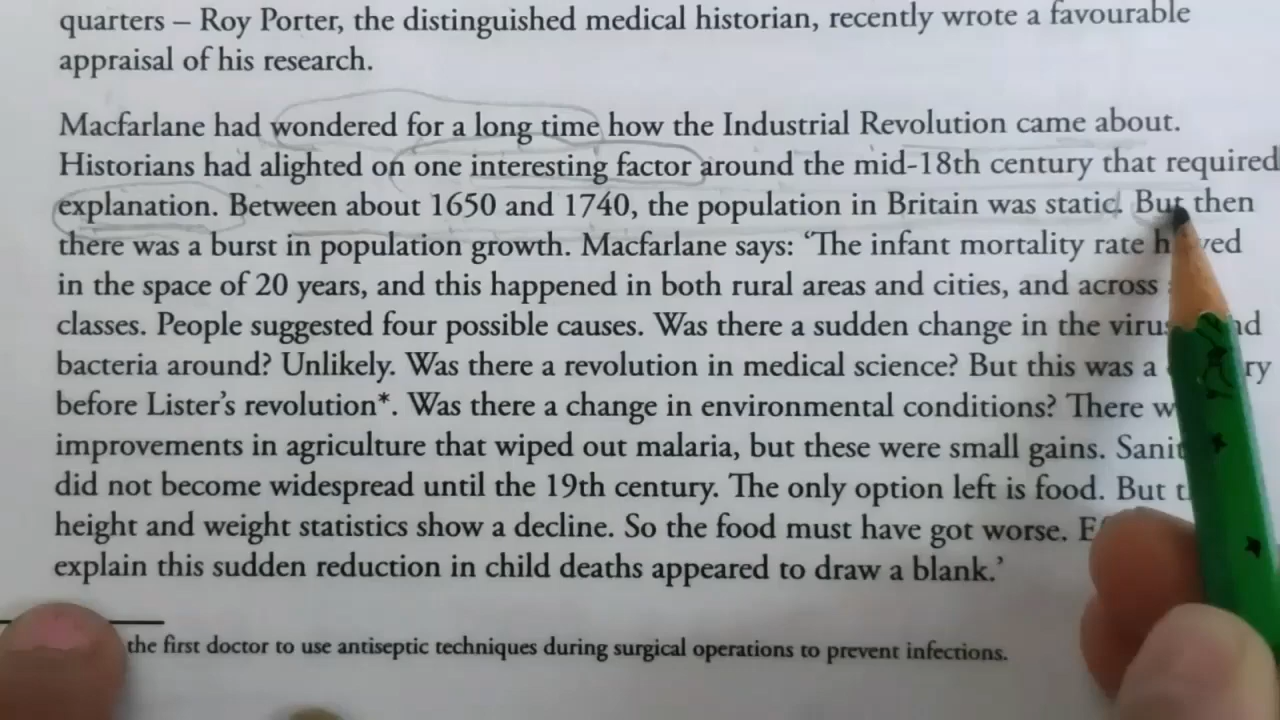 quarters – Roy Porter, the distinguished medical historian, recently wrote a favourable
appraisal of his research.
Macfarlane had wondered for a long time how the Industrial Revolution came about.
Historians had alighted on one interesting factor around the mid-18th century that required
explanation. Between about 1650 and 1740, the population in Britain was static. But then
there was a burst in population growth. Macfarlane says: ‘The infant mortality rate
in the space of 20 years, and this happened in both rural areas and cities, and across
classes. People suggested four possible causes. Was there a sudden change in the
bacteria around? Unlikely. Was there a revolution in medical science? But this was a
before Lister’s revolution*. Was there a change in environmental conditions? There
improvements in agriculture that wiped out malaria, but these were small gains.
did not become widespread until the 19th century. The only option left is food. But
height and weight statistics show a decline. So the food must have got worse.
explain this sudden reduction in child deaths appeared to draw a blank.’
the first doctor to use antiseptic techniques during surgical operations to prevent infections.